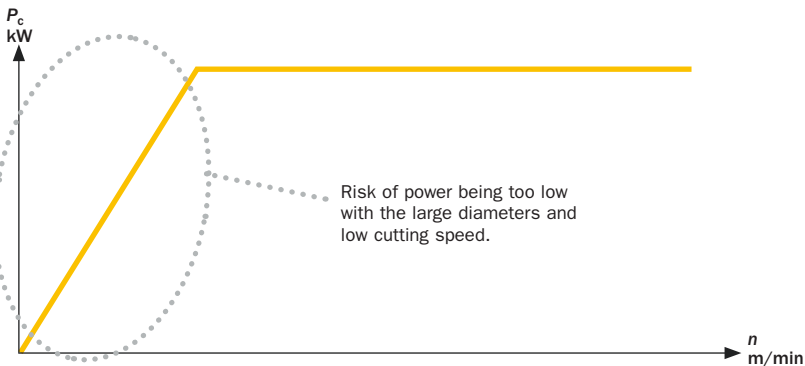 Pc
kW
Risk of power being too low
with the large diameters and
low cutting speed.
n
m/min